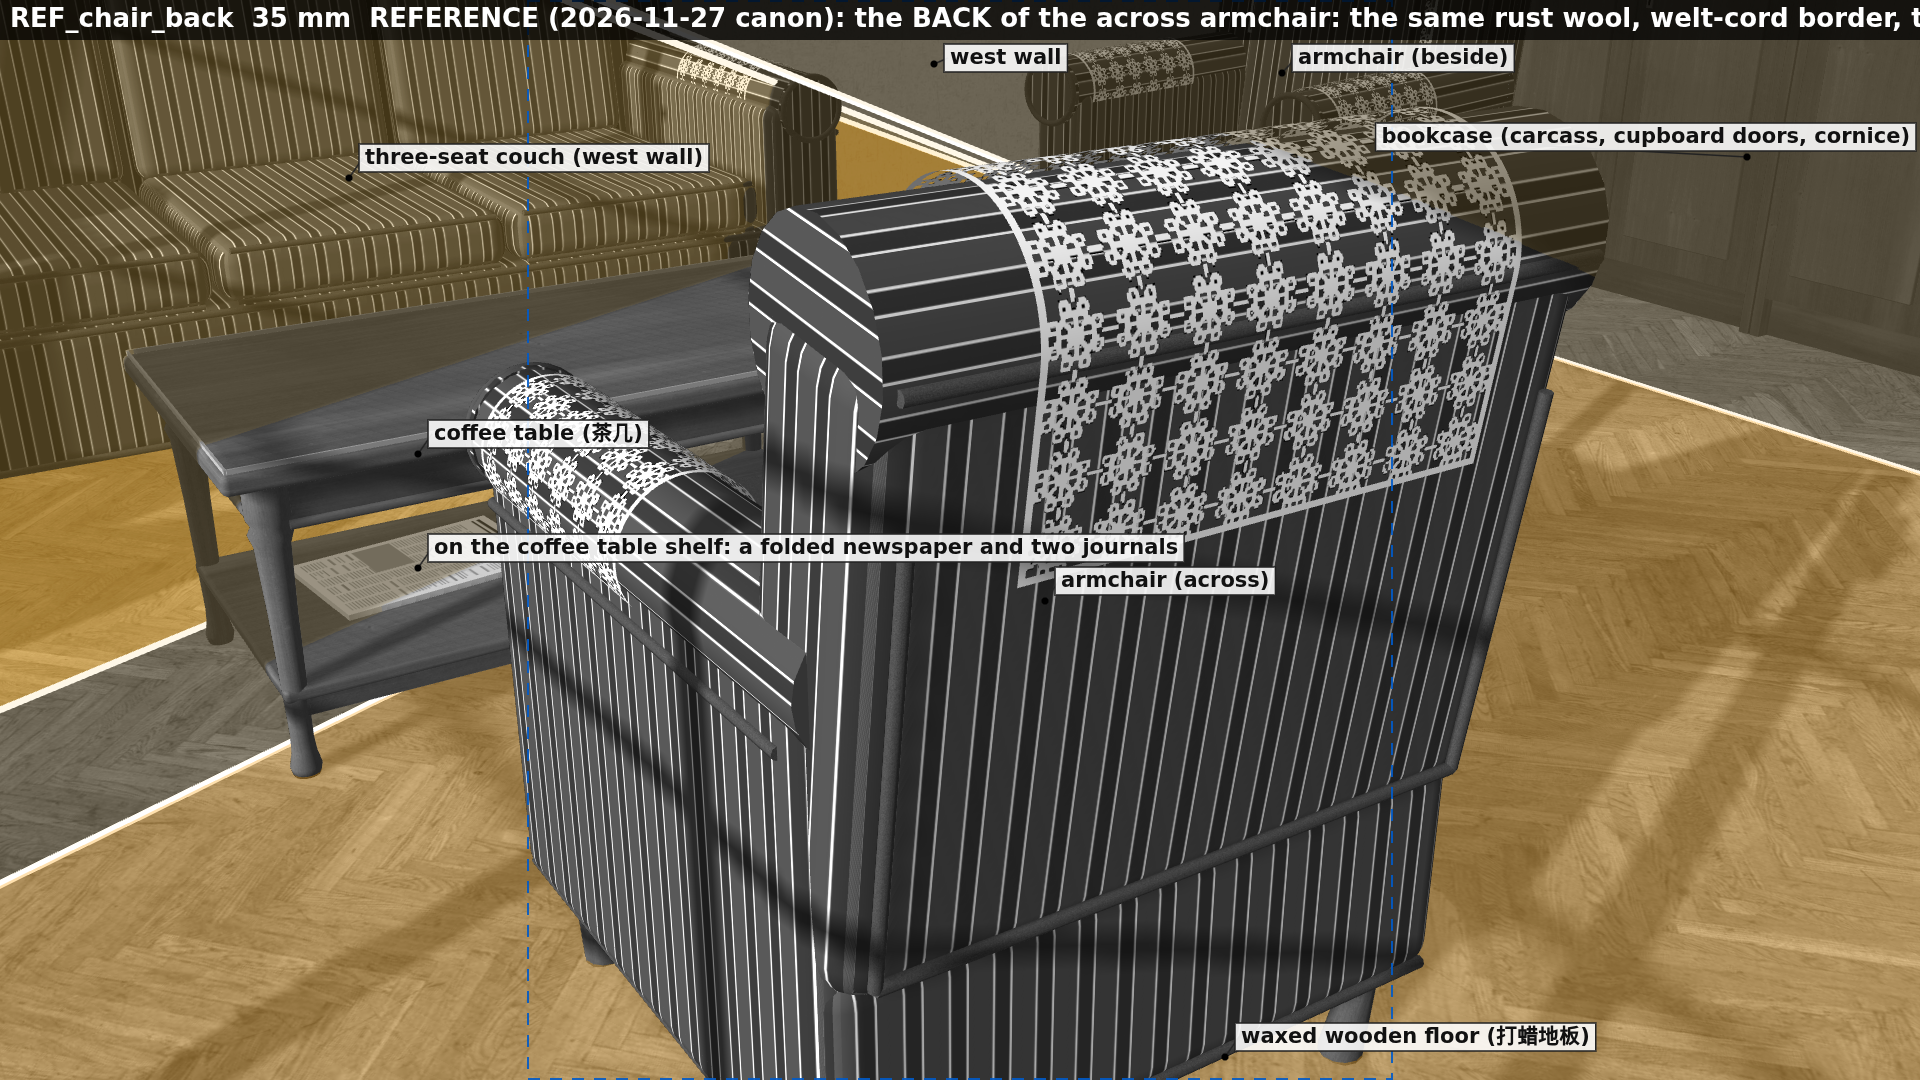 REF_chair_back 35 mm REFERENCE (2026-11-27 canon): the BACK of the across armchair: the same rust wool, welt-cord border,
west wall
armchair (beside)
bookcase (carcass, cupboard doors, cornice)
three-seat couch (west wall)
coffee table (茶几)
on the coffee table shelf: a folded newspaper and two journals
armchair (across)
waxed wooden floor (打蜡地板)